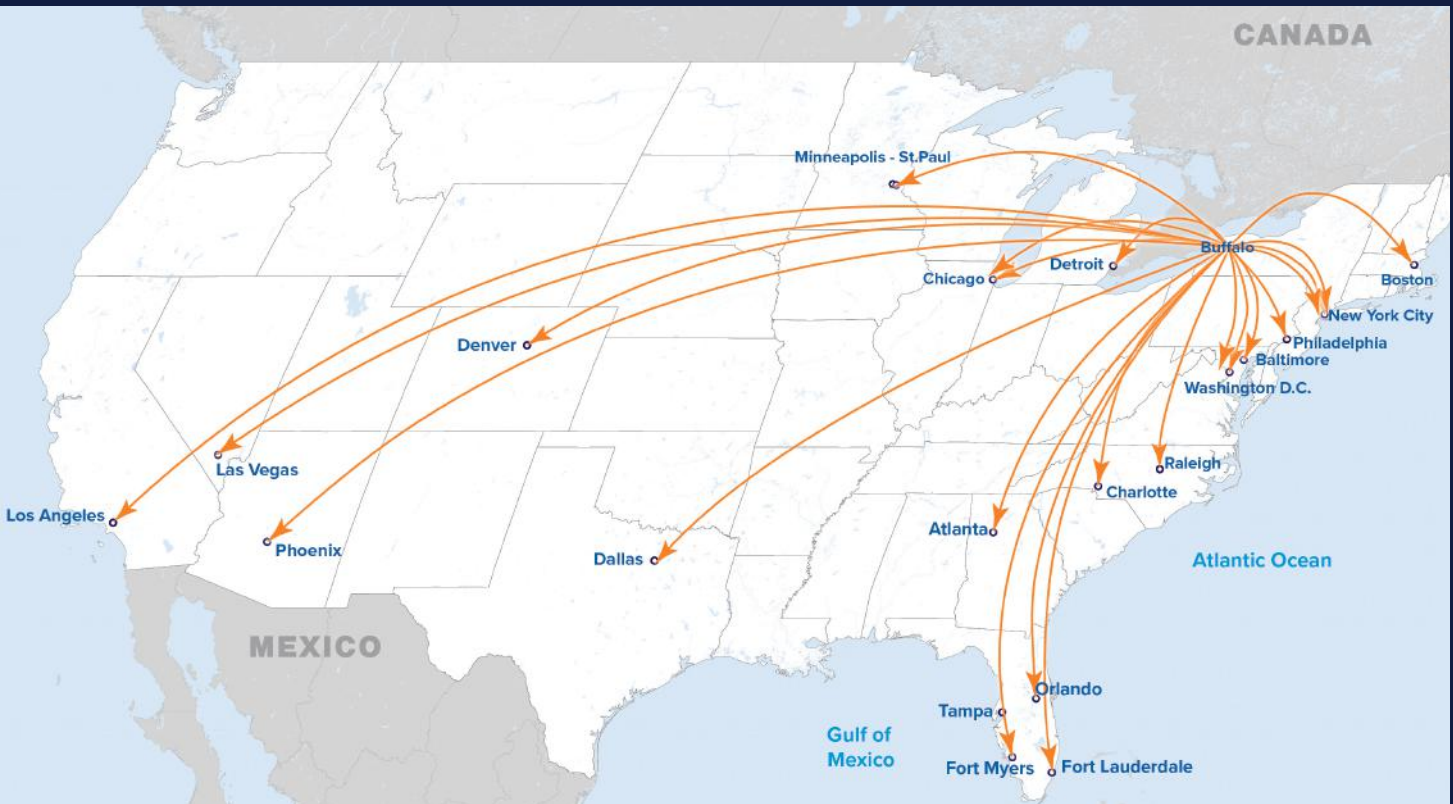 CANADA
Minneapolis - St.Paul
Buffalo
Detroit
Chicago
Boston
New York City
Denver
Philadelphia
Baltimore
Washington D.C.
Las Vegas
Raleigh
Charlotte
Los Angeles
Phoenix
Dallas
Atlanta
Atlantic Ocean
MEXICO
Orlando
Tampa
Gulf of
Mexico
Fort Myers
Fort Lauderdale